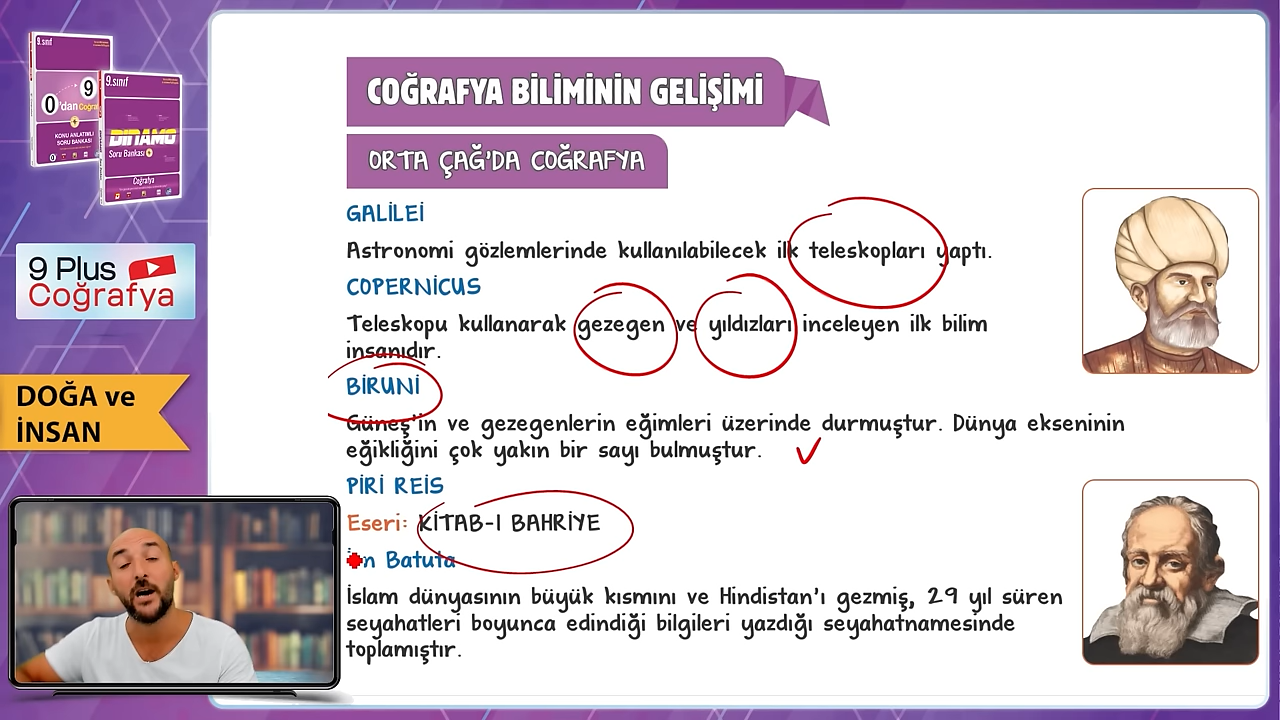 COĞRAFYA BİLİMİNİN GELİŞİMİ
ORTA ÇAĞ'DA COĞRAFYA
GALİLEİ
Astronomi gözlemlerinde kullanılabilecek ilk teleskopları yaptı.
COPERNİCUS
Teleskopu kullanarak gezegen ve yıldızları inceleyen ilk bilim
insanıdır.
BİRUNİ
Güneş'in ve gezegenlerin eğimleri üzerinde durmuştur. Dünya ekseninin
eğikliğini çok yakın bir sayı bulmuştur.
PİRİ REİS
Eseri: KİTAB-I BAHRİYE
Batuta
İslam dünyasının büyük kısmını ve Hindistan'ı gezmiş, 29 yıl süren
seyahatleri boyunca edindiği bilgileri yazdığı seyahatnamesinde
toplamıştır.
9.sınıf
0'dan 9
KONU ANLATIMLI
SORU BANKASI
9.sınıf
DİNAMO
Soru Bankası
Coğrafya
9 Plus
Coğrafya
DOĞA ve
İNSAN